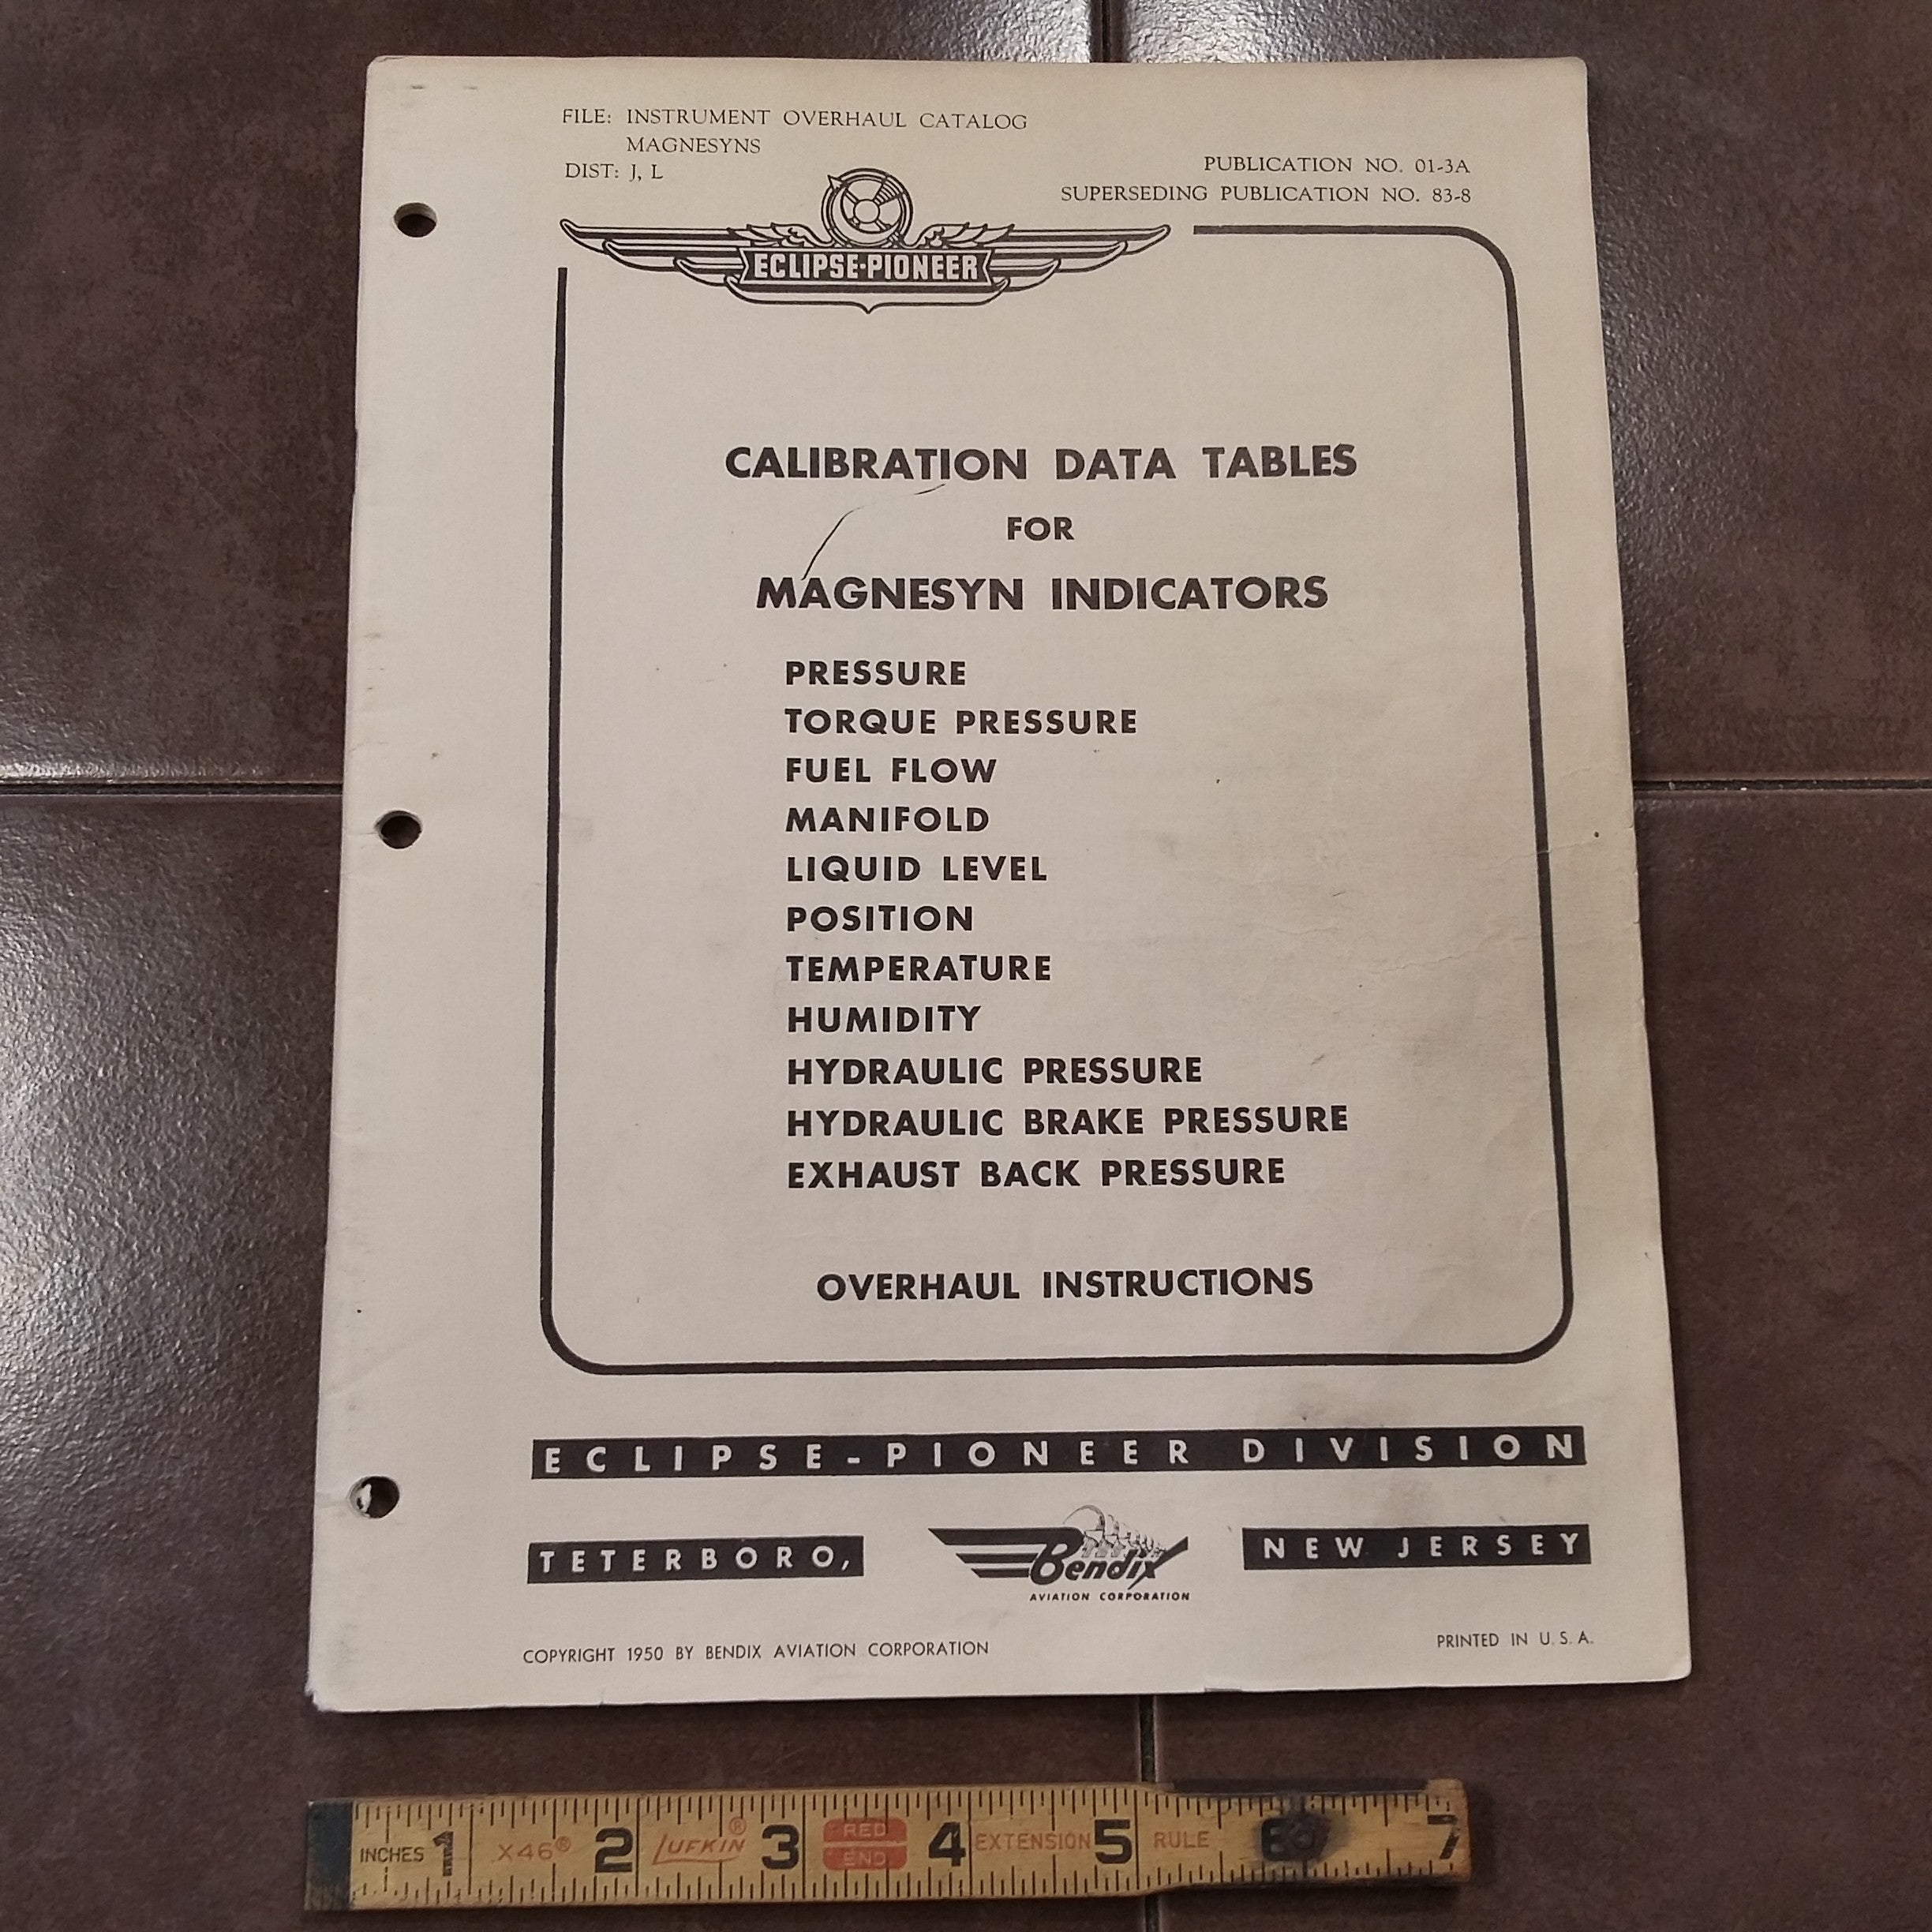 FILE: INSTRUMENT OVERHAUL CATALOG
MAGNESYNS
DIST: J, L
PUBLICATION NO. 01-3A
SUPERSEDING PUBLICATION NO. 83-8
ECLIPSE-PIONEER
CALIBRATION DATA TABLES
FOR
MAGNESYN INDICATORS
PRESSURE
TORQUE PRESSURE
FUEL FLOW
MANIFOLD
LIQUID LEVEL
POSITION
TEMPERATURE
HUMIDITY
HYDRAULIC PRESSURE
HYDRAULIC BRAKE PRESSURE
EXHAUST BACK PRESSURE
OVERHAUL INSTRUCTIONS
ECLIPSE-PIONEER DIVISION
TETERBORO,
Bendix
AVIATION CORPORATION
NEW JERSEY
COPYRIGHT 1950 BY BENDIX AVIATION CORPORATION
PRINTED IN U.S.A.
INCHES 1 X46® 2 LUFKIN® 3 RED END 4 EXTENSION 5 RULE 6 7